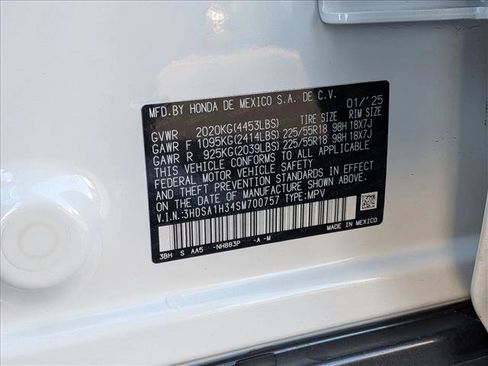 MFD.BY HONDA DE MEXICO S.A. DE C.V. 01/'25
GVWR 2020KG(4453LBS) TIRE SIZE RIM SIZE
GAWR F 1095KG(2414LBS) 225/55R18 98H 18X7J
GAWR R 925KG(2039LBS) 225/55R18 98H 18X7J
THIS VEHICLE CONFORMS TO ALL APPLICABLE
FEDERAL MOTOR VEHICLE SAFETY STANDARDS IN EFFECT
ON THE DATE OF MANUFACTURE SHOWN ABOVE.
V.I.N.:3HDSA1H34SM700757 TYPE:MPV
3BH S AA5 -NH883P -A -M
MADE IN MEXICO